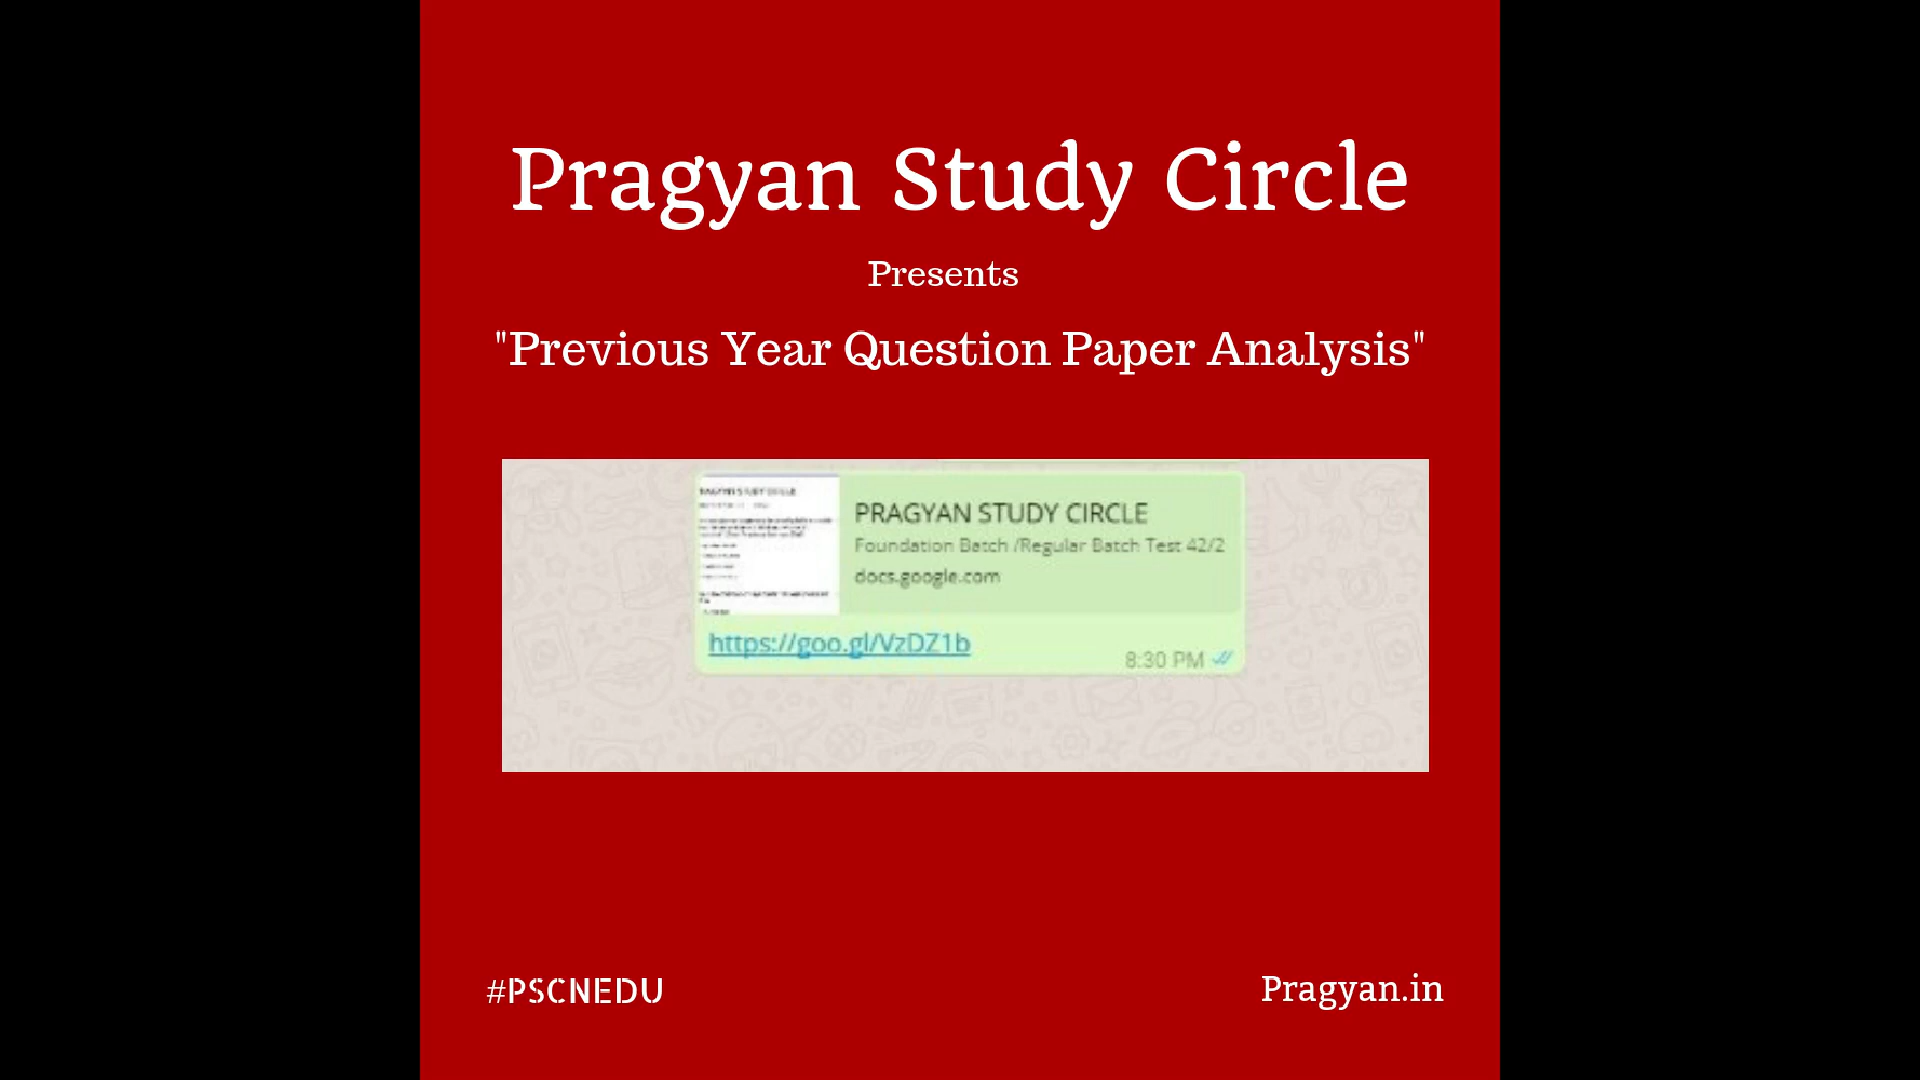 Pragyan Study Circle
Presents
"Previous Year Question Paper Analysis"
PRAGYAN STUDY CIRCLE
Foundation Batch /Regular Batch Test 42/2
docs.google.com
https://goo.gl/VzDZ1b
8:30 PM
#PSCNEDU
Pragyan.in